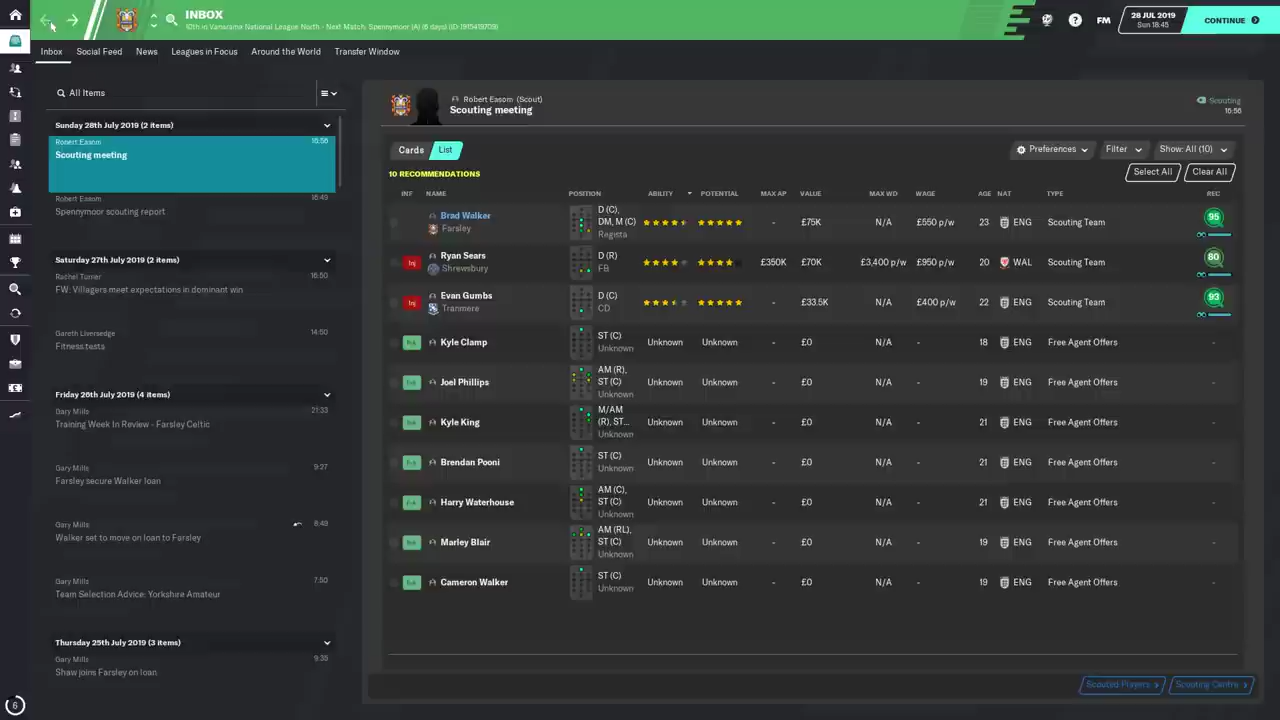 INBOX
10th in Vanarama National League North - Next Match: Spennymoor (A) (6 days) (ID:1915419709)
FM
28 JUL 2019
Sun 18:45
CONTINUE
Inbox
Social Feed
News
Leagues in Focus
Around the World
Transfer Window
All Items
Sunday 28th July 2019 (2 items)
Robert Easom 16:56
Scouting meeting
Robert Easom 16:49
Spennymoor scouting report
Saturday 27th July 2019 (2 items)
Rachel Turner 16:50
FW: Villagers meet expectations in dominant win
Gareth Liversedge 14:50
Fitness tests
Friday 26th July 2019 (4 items)
Gary Mills 21:33
Training Week In Review - Farsley Celtic
Gary Mills 9:27
Farsley secure Walker loan
Gary Mills 8:49
Walker set to move on loan to Farsley
Gary Mills 7:50
Team Selection Advice: Yorkshire Amateur
Thursday 25th July 2019 (3 items)
Gary Mills 9:35
Shaw joins Farsley on loan
6
Robert Easom (Scout)
Scouting meeting
Scouting
16:56
Cards
List
Preferences
Filter
Show: All (10)
10 RECOMMENDATIONS
Select All
Clear All
INF NAME POSITION ABILITY POTENTIAL MAX AP VALUE MAX WD WAGE AGE NAT TYPE REC
Brad Walker
Farsley
D (C), DM, M (C)
Regista
- £75K N/A £550 p/w 23 ENG Scouting Team 95
Inj Ryan Sears
Shrewsbury
D (R)
FB
£350K £70K £3,400 p/w £950 p/w 20 WAL Scouting Team 80
Inj Evan Gumbs
Tranmere
D (C)
CD
- £33.5K N/A £400 p/w 22 ENG Scouting Team 93
Kyle Clamp ST (C)
Unknown
Unknown Unknown - £0 N/A - 18 ENG Free Agent Offers -
Joel Phillips AM (R), ST (C)
Unknown
Unknown Unknown - £0 N/A - 19 ENG Free Agent Offers -
Kyle King M/AM (R), ST...
Unknown
Unknown Unknown - £0 N/A - 21 ENG Free Agent Offers -
Brendan Pooni ST (C)
Unknown
Unknown Unknown - £0 N/A - 21 ENG Free Agent Offers -
Harry Waterhouse AM (C), ST (C)
Unknown
Unknown Unknown - £0 N/A - 21 ENG Free Agent Offers -
Marley Blair AM (RL), ST (C)
Unknown
Unknown Unknown - £0 N/A - 19 ENG Free Agent Offers -
Cameron Walker ST (C)
Unknown
Unknown Unknown - £0 N/A - 19 ENG Free Agent Offers -
Scouted Players
Scouting Centre